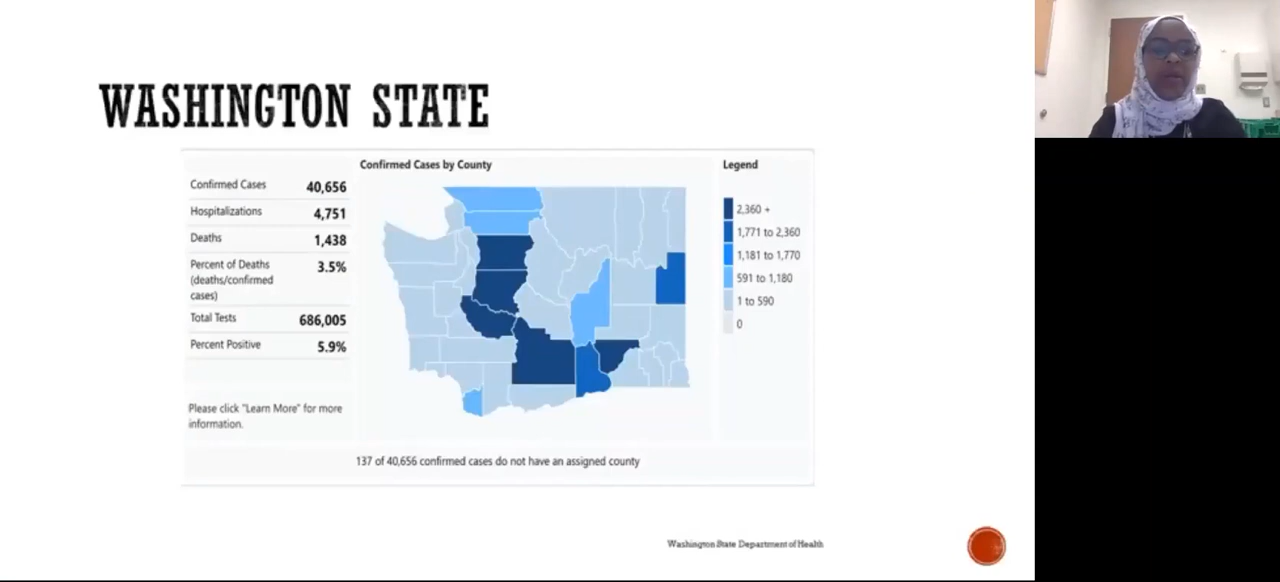 WASHINGTON STATE
Confirmed Cases 40,656
Hospitalizations 4,751
Deaths 1,438
Percent of Deaths 3.5%
(deaths/confirmed
cases)
Total Tests 686,005
Percent Positive 5.9%
Please click "Learn More" for more
information.
Confirmed Cases by County
Legend
2,360 +
1,771 to 2,360
1,181 to 1,770
591 to 1,180
1 to 590
0
137 of 40,656 confirmed cases do not have an assigned county
Washington State Department of Health